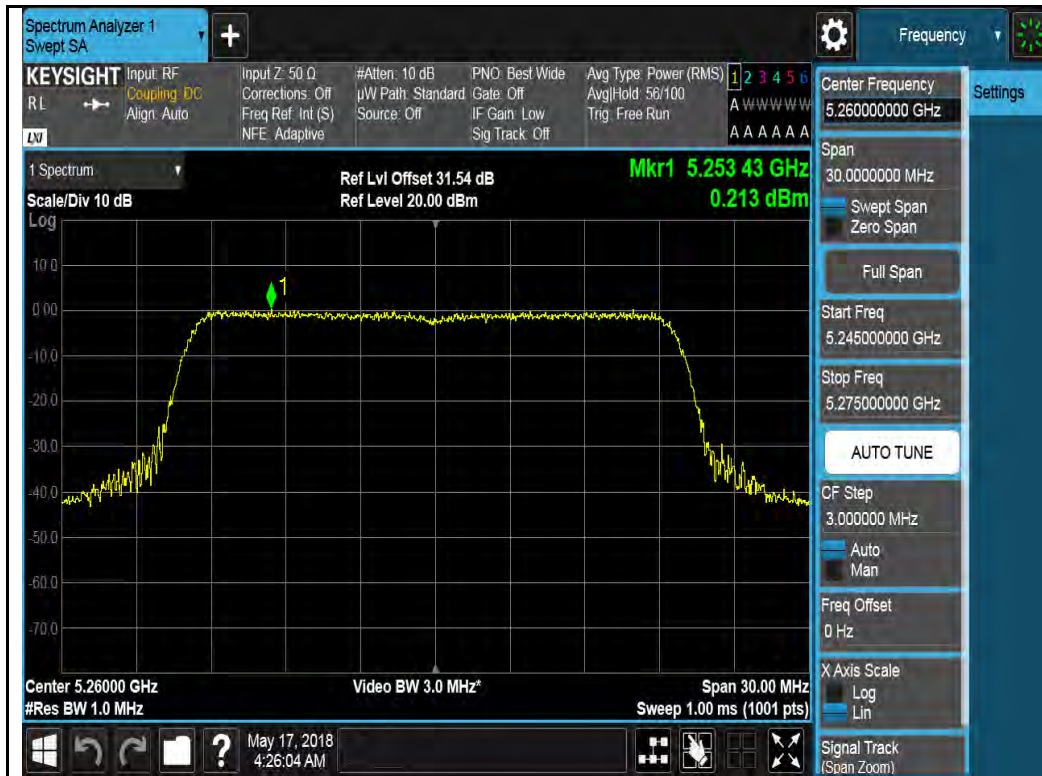 Spectrum Analyzer 1
Swept SA
+
Frequency
KEYSIGHT
R L
LXI
Input: RF
Coupling: DC
Align: Auto
Input Z: 50 Ω
Corrections: Off
Freq Ref: Int (S)
NFE: Adaptive
#Atten: 10 dB
µW Path: Standard
Source: Off
PNO: Best Wide
Gate: Off
IF Gain: Low
Sig Track: Off
Avg Type: Power (RMS)
Avg|Hold: 56/100
Trig: Free Run
1 2 3 4 5 6
A W W W W W
A A A A A A
1 Spectrum
Scale/Div 10 dB
Ref Lvl Offset 31.54 dB
Ref Level 20.00 dBm
Mkr1 5.253 43 GHz
0.213 dBm
Log
10.0
0.00
-10.0
-20.0
-30.0
-40.0
-50.0
-60.0
-70.0
1
Center 5.26000 GHz
#Res BW 1.0 MHz
Video BW 3.0 MHz*
Span 30.00 MHz
Sweep 1.00 ms (1001 pts)
?
May 17, 2018
4:26:04 AM
Center Frequency
5.260000000 GHz
Span
30.0000000 MHz
Swept Span
Zero Span
Full Span
Start Freq
5.245000000 GHz
Stop Freq
5.275000000 GHz
AUTO TUNE
CF Step
3.000000 MHz
Auto
Man
Freq Offset
0 Hz
X Axis Scale
Log
Lin
Signal Track
(Span Zoom)
Settings